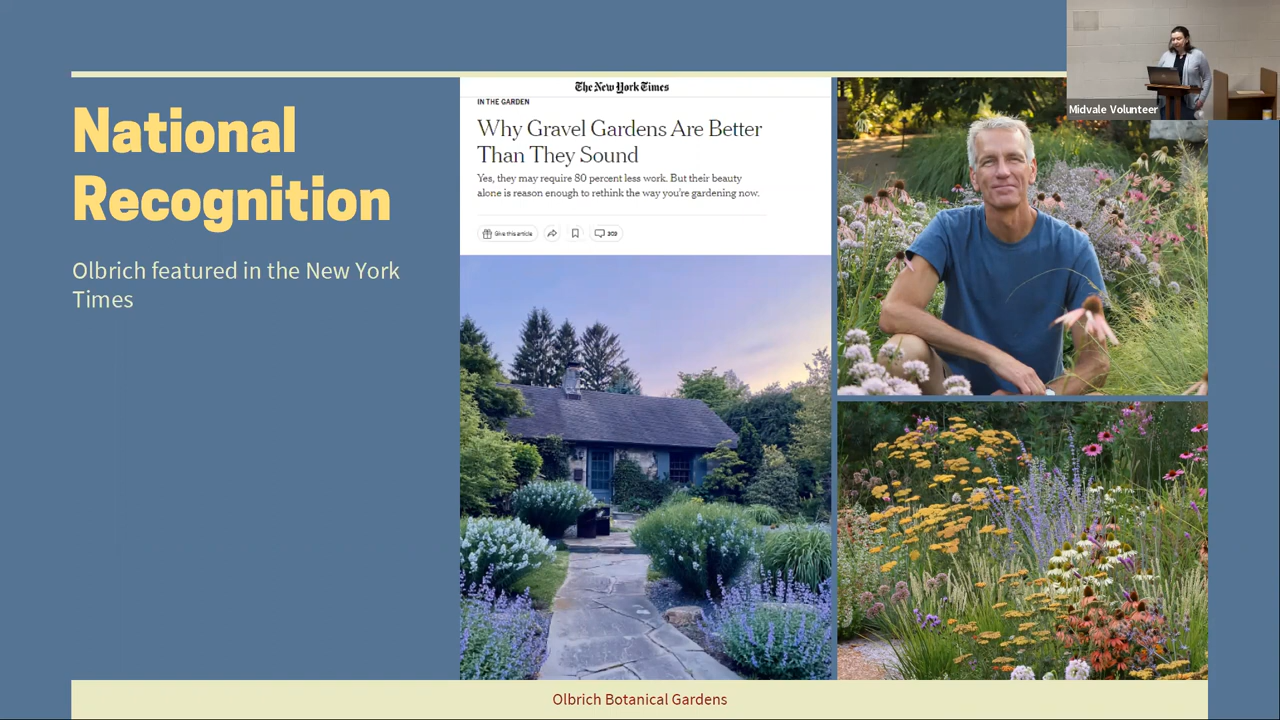 National
Recognition
Olbrich featured in the New York
Times
The New York Times
IN THE GARDEN
Why Gravel Gardens Are Better
Than They Sound
Yes, they may require 80 percent less work. But their beauty
alone is reason enough to rethink the way you're gardening now.
Give this article
309
Midvale Volunteer
Olbrich Botanical Gardens